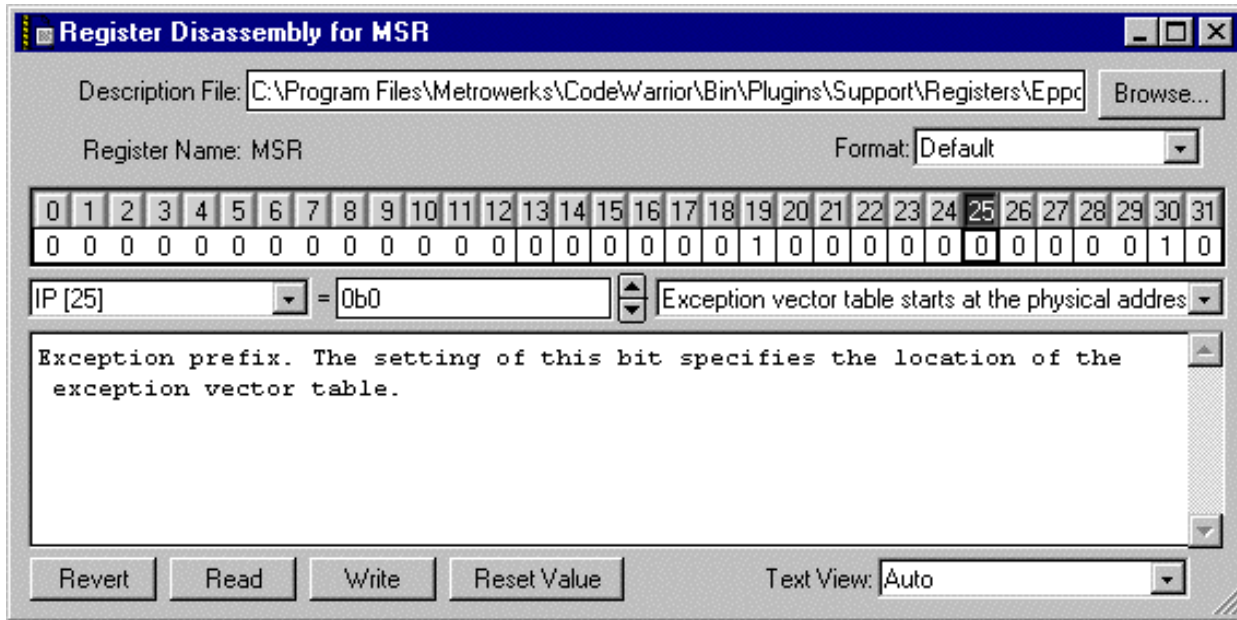 Register Disassembly for MSR
Description File: C:\Program Files\Metrowerks\CodeWarrior\Bin\Plugins\Support\Registers\Eppc Browse...
Register Name: MSR Format: Default
0 1 2 3 4 5 6 7 8 9 10 11 12 13 14 15 16 17 18 19 20 21 22 23 24 25 26 27 28 29 30 31
0 0 0 0 0 0 0 0 0 0 0 0 0 0 0 0 0 0 0 1 0 0 0 0 0 0 0 0 0 0 1 0
IP [25] = 0b0 Exception vector table starts at the physical addres
Exception prefix. The setting of this bit specifies the location of the
exception vector table.
Revert Read Write Reset Value Text View: Auto